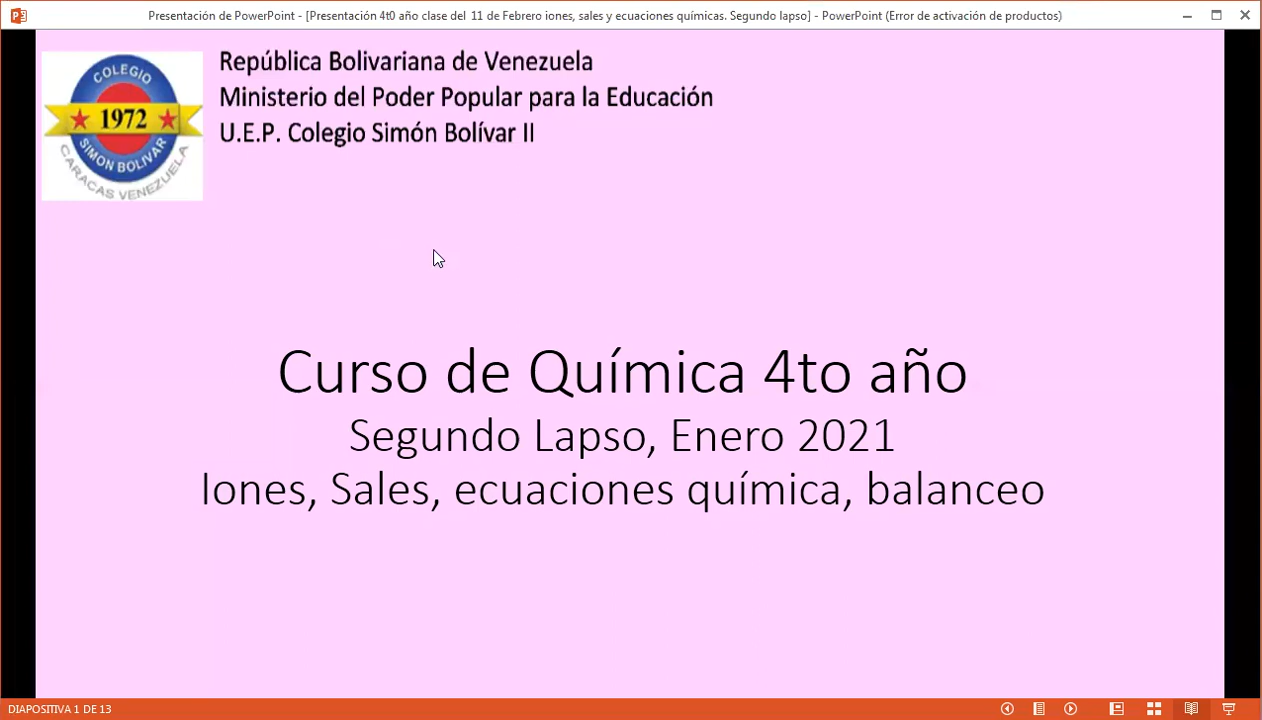 Presentación de PowerPoint - [Presentación 4t0 año clase del 11 de Febrero iones, sales y ecuaciones químicas. Segundo lapso] - PowerPoint (Error de activación de productos)
COLEGIO
1972
SIMON BOLIVAR
CARACAS VENEZUELA
República Bolivariana de Venezuela
Ministerio del Poder Popular para la Educación
U.E.P. Colegio Simón Bolívar II
Curso de Química 4to año
Segundo Lapso, Enero 2021
Iones, Sales, ecuaciones química, balanceo
DIAPOSITIVA 1 DE 13